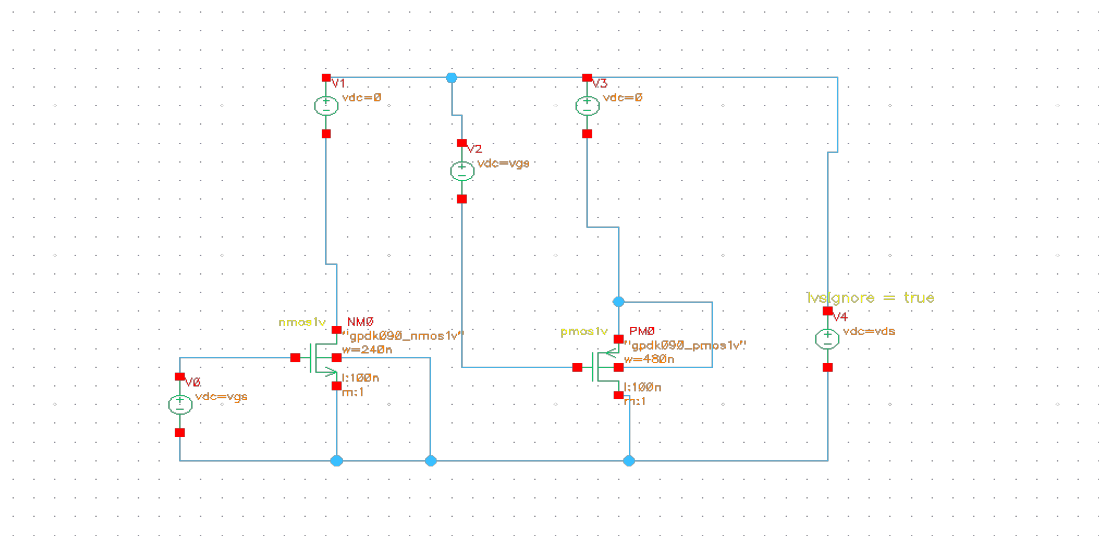 V1
vdc=0
V3
vdc=0
V2
vdc=vgs
lvsIgnore = true
V4
vdc=vds
nmos1v
NM0
"gpdk090_nmos1v"
w=240n
l:100n
m:1
pmos1v
PM0
"gpdk090_pmos1v"
w=480n
l:100n
m:1
V0
vdc=vgs